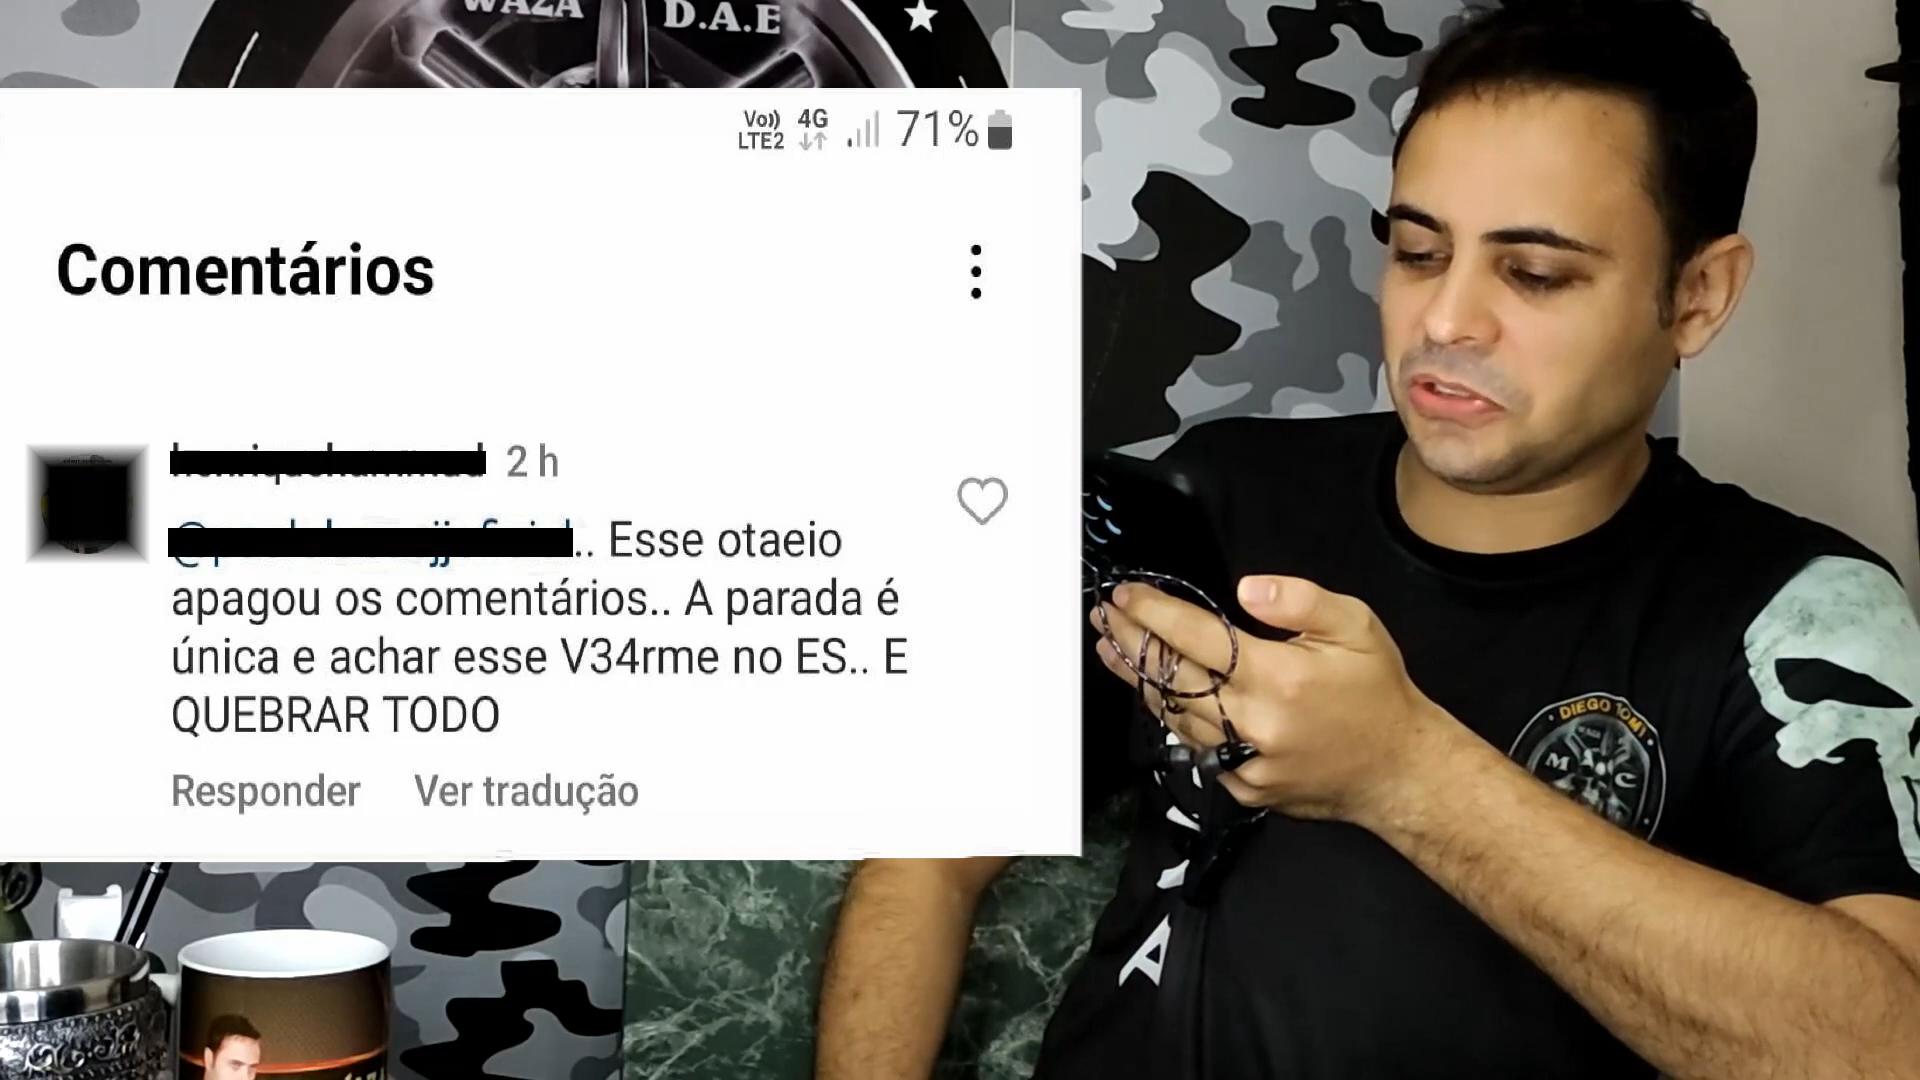 WAZA D.A.E
Vo)) LTE2 4G 71%
Comentários
2 h
.. Esse otaeio
apagou os comentários.. A parada é
única e achar esse V34rme no ES.. E
QUEBRAR TODO
Responder Ver tradução
DIEGO TOMI
WAZA
M A C
A